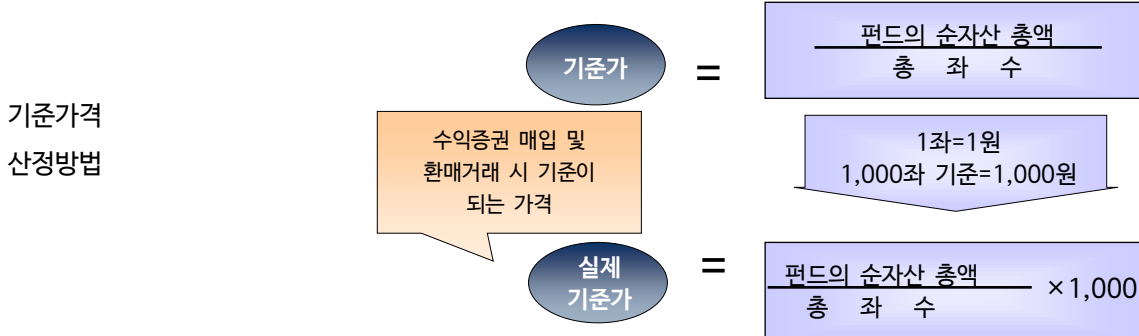 기준가격
산정방법
기준가
=
펀드의 순자산 총액
총 좌 수
수익증권 매입 및
환매거래 시 기준이
되는 가격
1좌=1원
1,000좌 기준=1,000원
실제
기준가
=
펀드의 순자산 총액
총 좌 수
×1,000